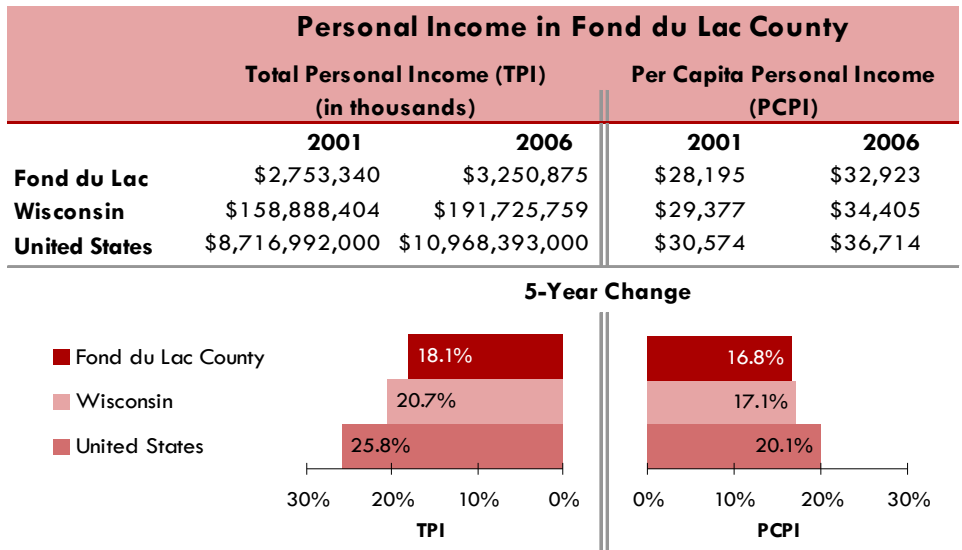 Personal Income in Fond du Lac County
Total Personal Income (TPI) Per Capita Personal Income
(in thousands) (PCPI)
2001 2006 2001 2006
Fond du Lac $2,753,340 $3,250,875 $28,195 $32,923
Wisconsin $158,888,404 $191,725,759 $29,377 $34,405
United States $8,716,992,000 $10,968,393,000 $30,574 $36,714
5-Year Change
Fond du Lac County 18.1% 16.8%
Wisconsin 20.7% 17.1%
United States 25.8% 20.1%
30% 20% 10% 0% 0% 10% 20% 30%
TPI PCPI